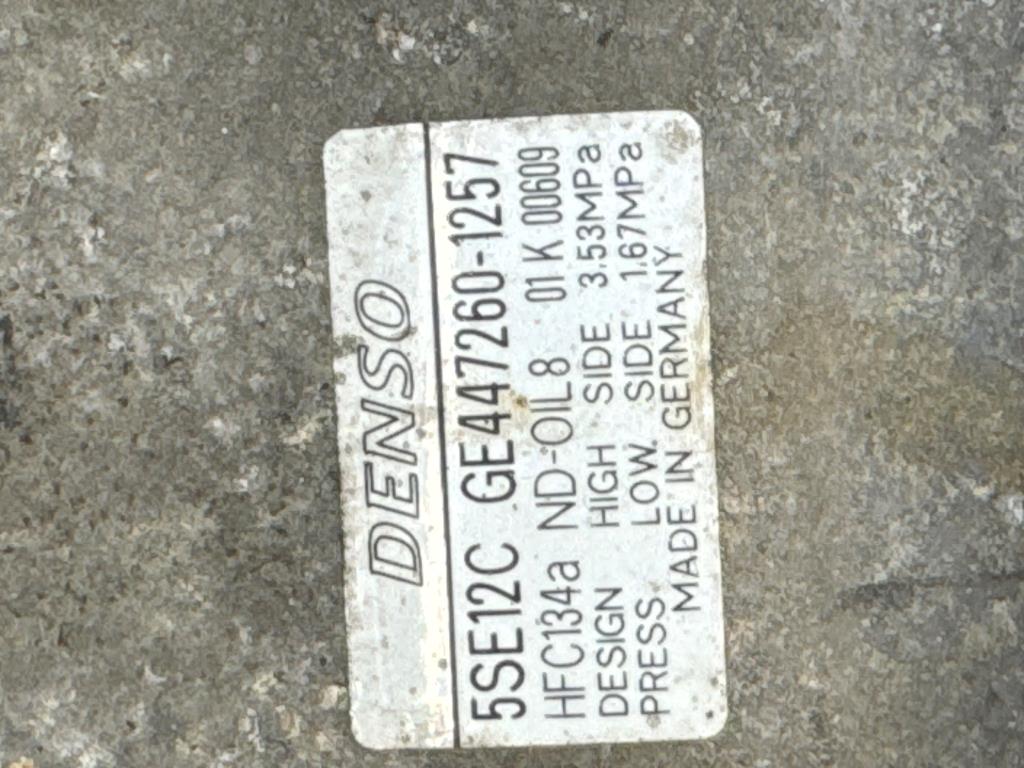 DENSO
5SE12C GE447260-1257
HFC134a ND-OIL8 01 K 00609
DESIGN HIGH SIDE 3.53MPa
PRESS. LOW. SIDE 1.67MPa
MADE IN GERMANY